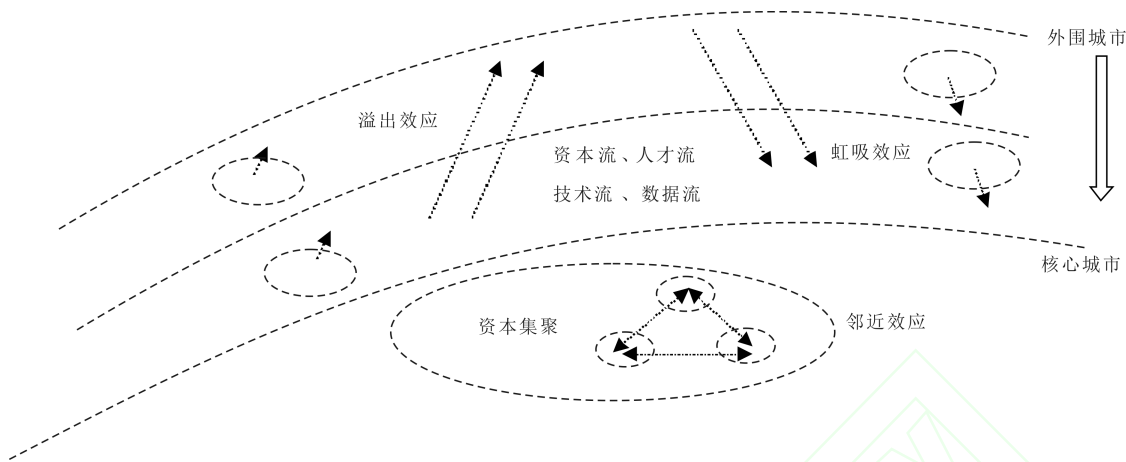 外围城市
溢出效应
资本流、人才流
虹吸效应
技术流、数据流
核心城市
资本集聚
邻近效应